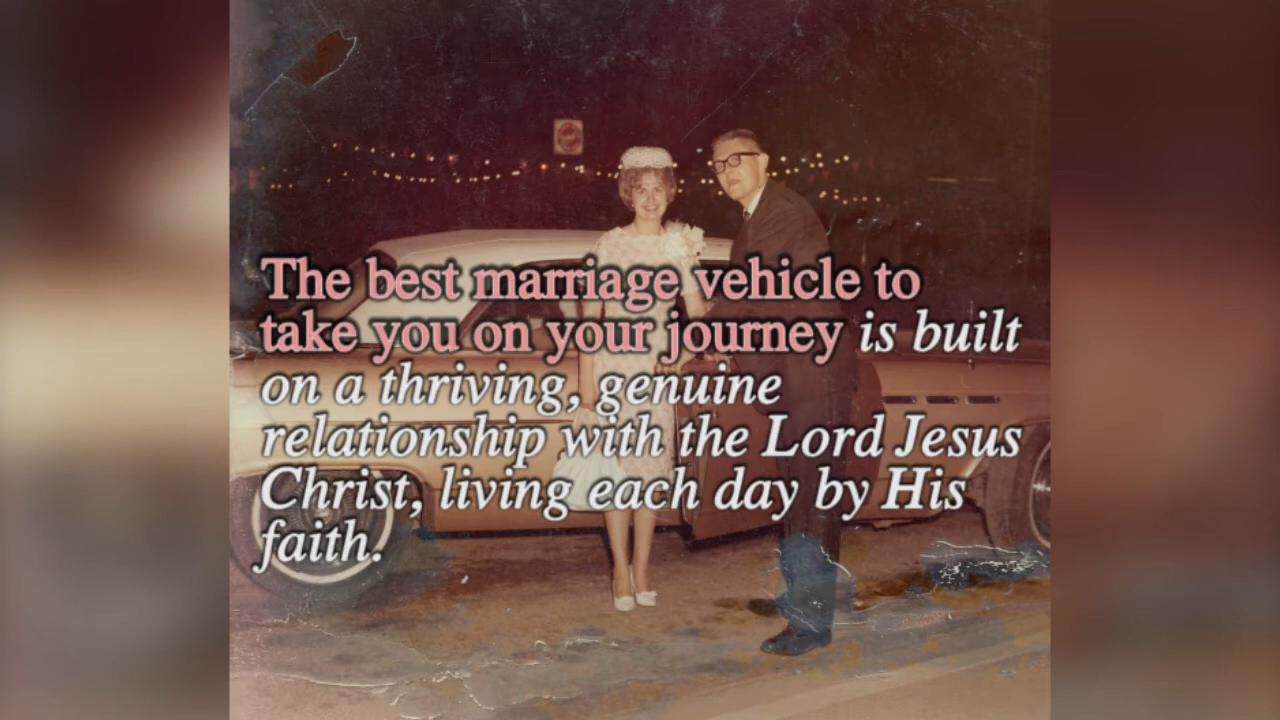 The best marriage vehicle to
take you on your journey is built
on a thriving, genuine
relationship with the Lord Jesus
Christ, living each day by His
faith.